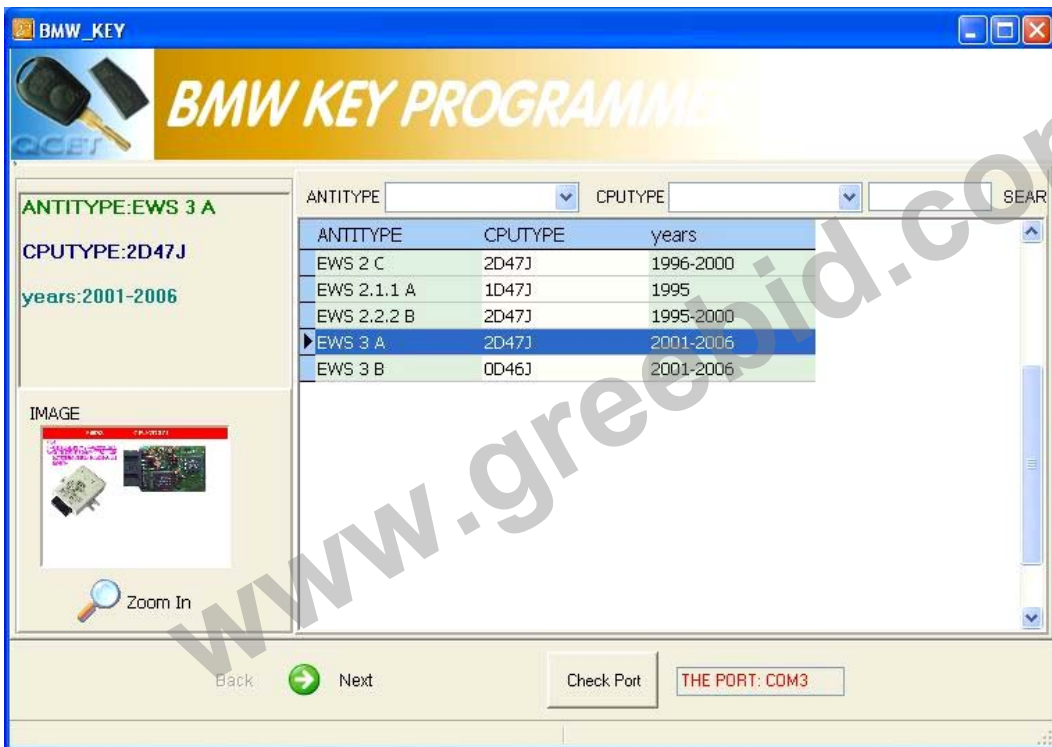 BMW_KEY
QCET
BMW KEY PROGRAMMER
ANTITYPE:EWS 3 A
CPUTYPE:2D47J
years:2001-2006
IMAGE
Zoom In
ANTITYPE CPUTYPE SEAR
ANTITYPE CPUTYPE years
EWS 2 C 2D47J 1996-2000
EWS 2.1.1 A 1D47J 1995
EWS 2.2.2 B 2D47J 1995-2000
EWS 3 A 2D47J 2001-2006
EWS 3 B 0D46J 2001-2006
Back Next Check Port THE PORT: COM3
www.greebid.com